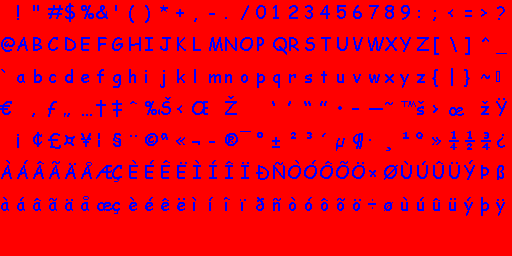 ! " # $ % & ' ( ) * + , - . / 0 1 2 3 4 5 6 7 8 9 : ; < = > ?
@ A B C D E F G H I J K L M N O P Q R S T U V W X Y Z [ \ ] ^ _
` a b c d e f g h i j k l m n o p q r s t u v w x y z { | } ~ ▯
€ ‚ ƒ „ … † ‡ ˆ ‰ Š ‹ Œ Ž ‘ ’ “ ” • – — ˜ ™ š › œ ž Ÿ
¡ ¢ £ ¤ ¥ ¦ § ¨ © ª « ¬ - ® ¯ ° ± ² ³ ´ µ ¶ · ¸ ¹ º » ¼ ½ ¾ ¿
À Á Â Ã Ä Å Æ Ç È É Ê Ë Ì Í Î Ï Ð Ñ Ò Ó Ô Õ Ö × Ø Ù Ú Û Ü Ý Þ ß
à á â ã ä å æ ç è é ê ë ì í î ï ð ñ ò ó ô õ ö ÷ ø ù ú û ü ý þ ÿ